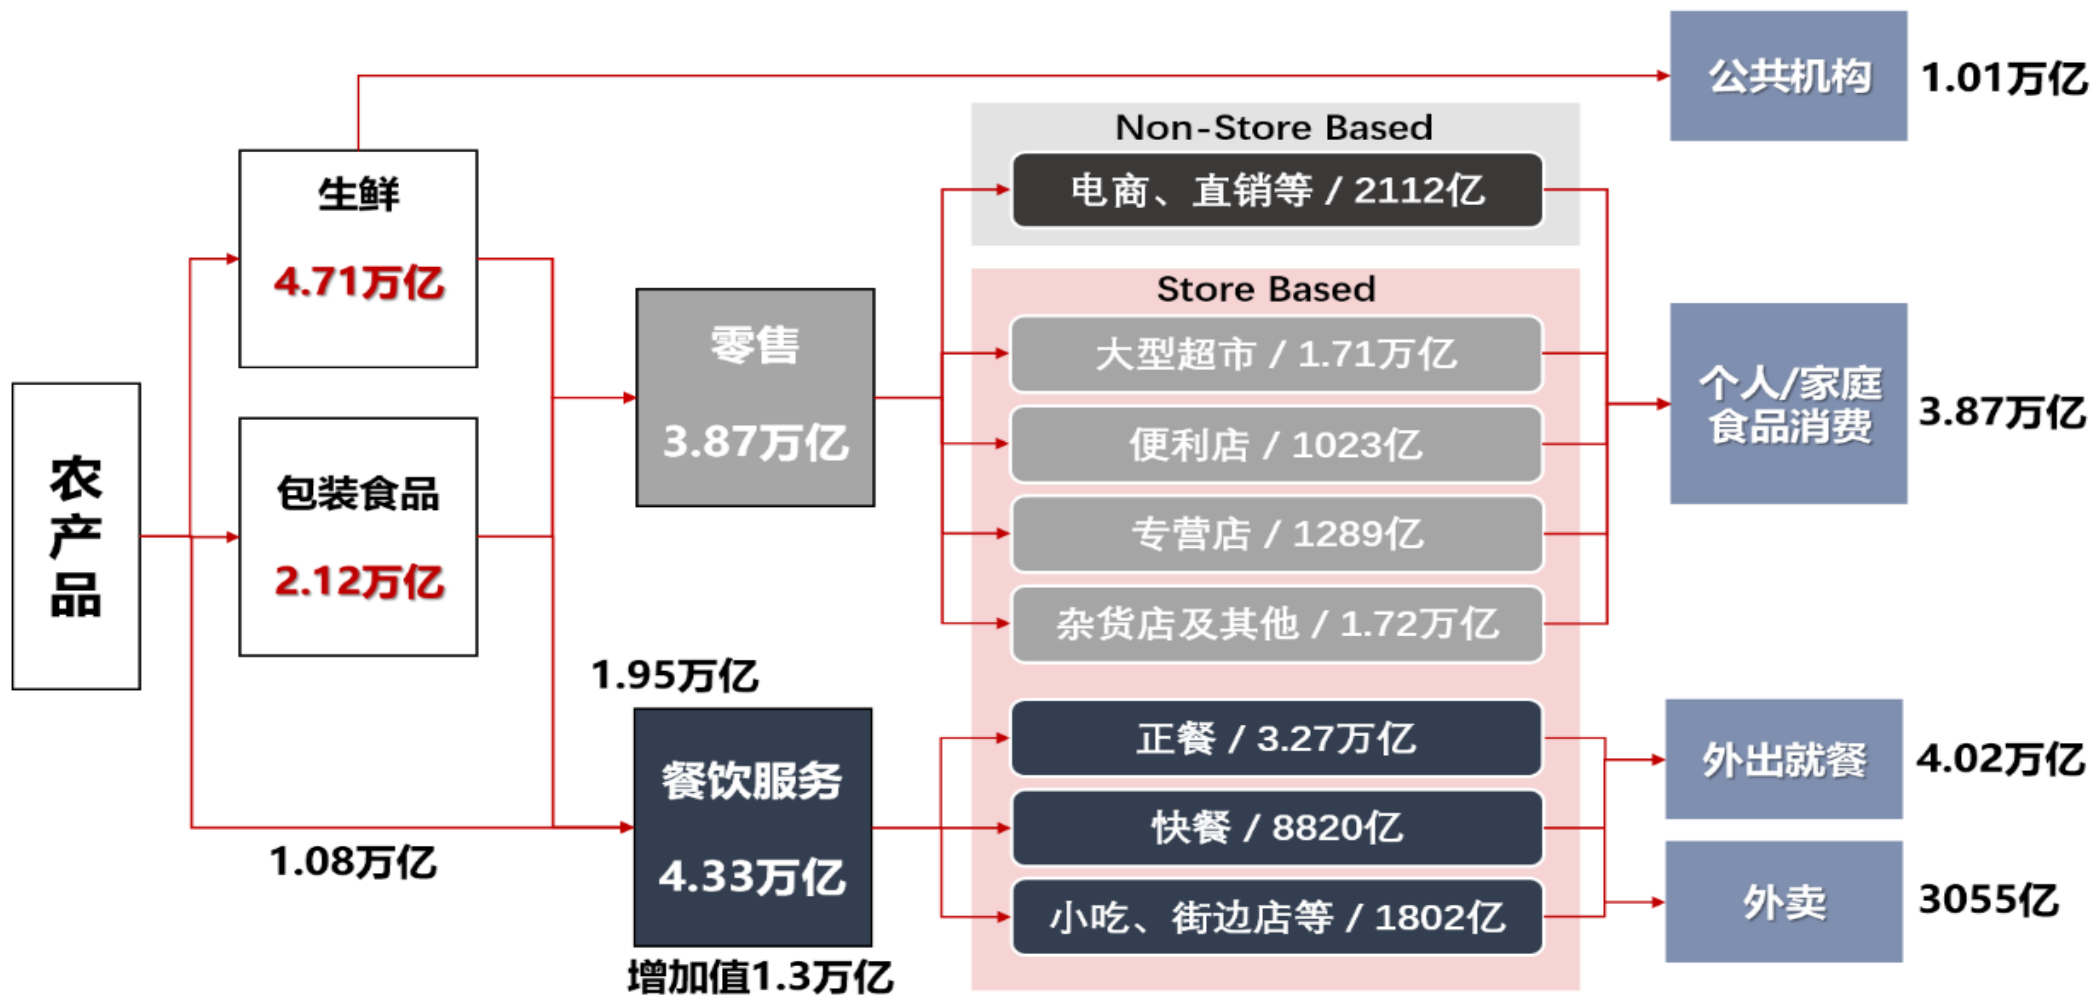 农
产
品
生鲜
4.71万亿
包装食品
2.12万亿
1.08万亿
零售
3.87万亿
1.95万亿
餐饮服务
4.33万亿
增加值1.3万亿
Non-Store Based
电商、直销等 / 2112亿
Store Based
大型超市 / 1.71万亿
便利店 / 1023亿
专营店 / 1289亿
杂货店及其他 / 1.72万亿
正餐 / 3.27万亿
快餐 / 8820亿
小吃、街边店等 / 1802亿
公共机构
1.01万亿
个人/家庭
食品消费
3.87万亿
外出就餐
4.02万亿
外卖
3055亿